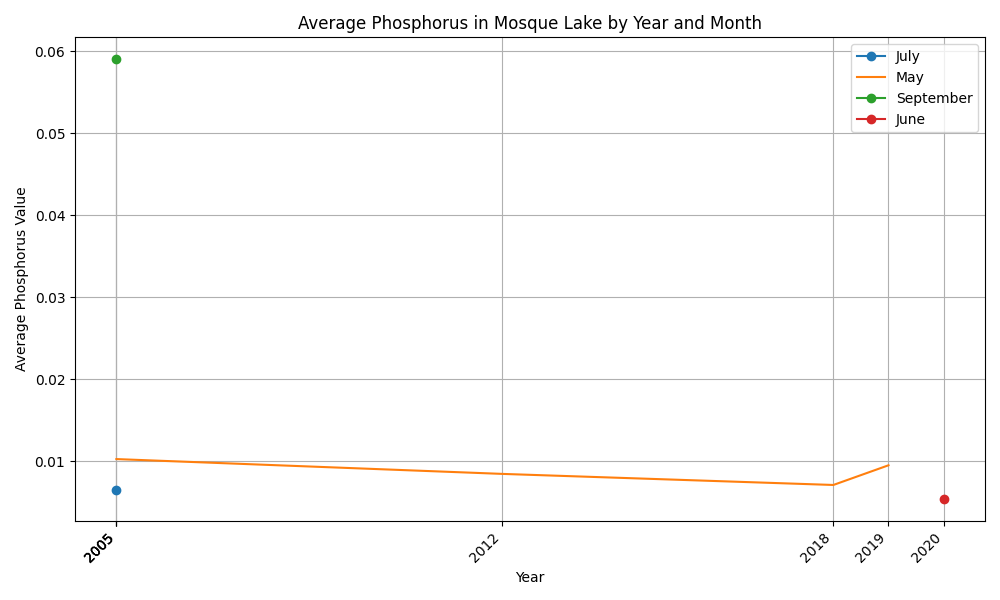 Average Phosphorus in Mosque Lake by Year and Month
July
May
September
June
Average Phosphorus Value
0.06
0.05
0.04
0.03
0.02
0.01
2005
2012
2018
2019
2020
Year